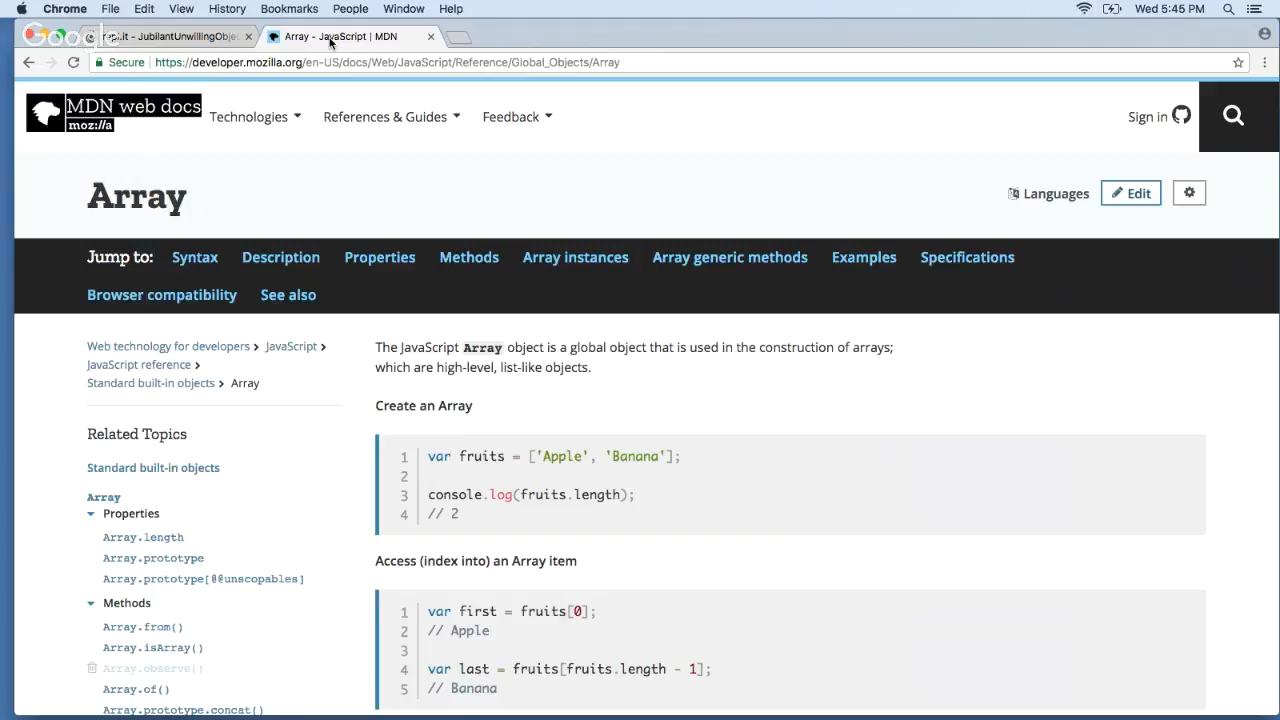 Chrome File Edit View History Bookmarks People Window Help Wed 5:45 PM
Google
.it - JubilantUnwillingObje Array - JavaScript | MDN
Secure https://developer.mozilla.org/en-US/docs/Web/JavaScript/Reference/Global_Objects/Array
MDN web docs
moz://a
Technologies References & Guides Feedback Sign in
Array
Languages Edit
Jump to: Syntax Description Properties Methods Array instances Array generic methods Examples Specifications
Browser compatibility See also
Web technology for developers › JavaScript ›
JavaScript reference ›
Standard built-in objects › Array
Related Topics
Standard built-in objects
Array
Properties
Array.length
Array.prototype
Array.prototype[@@unscopables]
Methods
Array.from()
Array.isArray()
Array.observe()
Array.of()
Array.prototype.concat()
The JavaScript Array object is a global object that is used in the construction of arrays;
which are high-level, list-like objects.
Create an Array
1 var fruits = ['Apple', 'Banana'];
2
3 console.log(fruits.length);
4 // 2
Access (index into) an Array item
1 var first = fruits[0];
2 // Apple
3
4 var last = fruits[fruits.length - 1];
5 // Banana